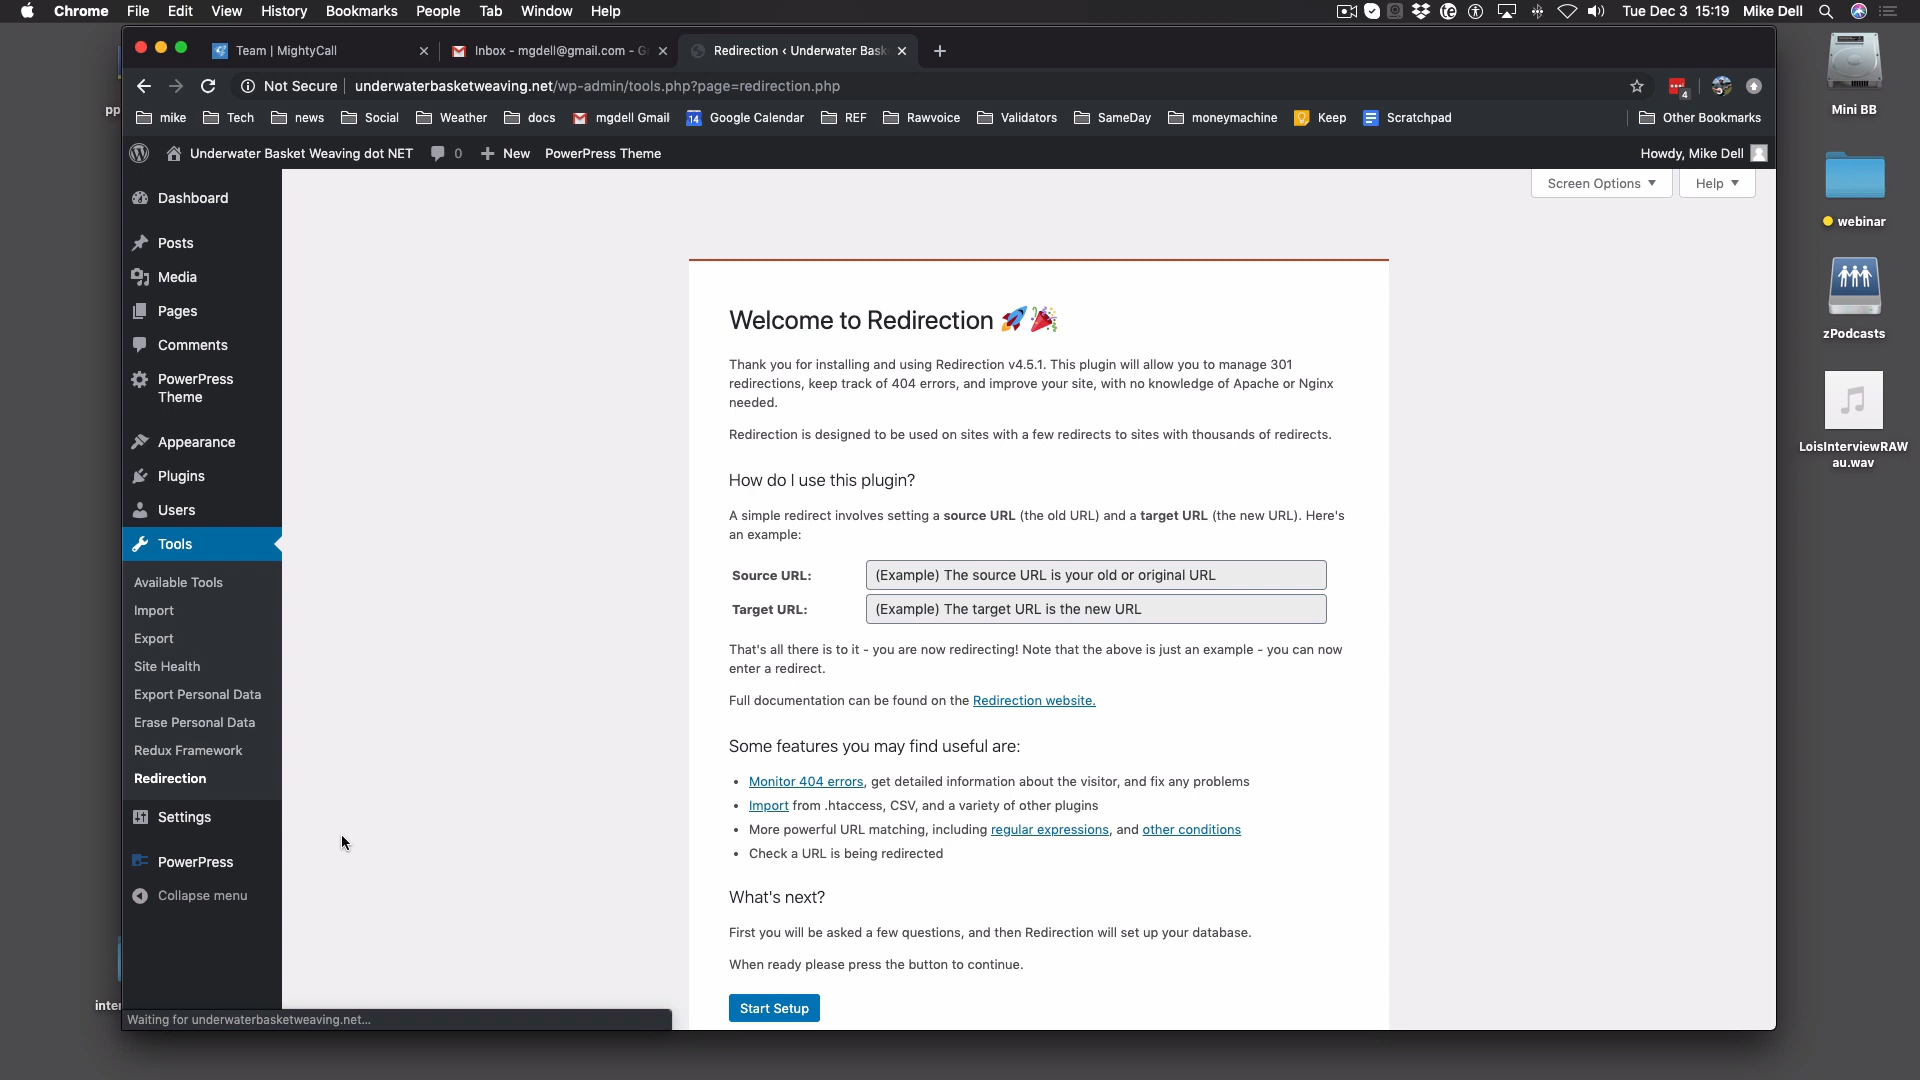 Chrome File Edit View History Bookmarks People Tab Window Help
Tue Dec 3 15:19 Mike Dell
Team | MightyCall
Inbox - mgdell@gmail.com - G
Redirection ‹ Underwater Bask
Not Secure underwaterbasketweaving.net/wp-admin/tools.php?page=redirection.php
4
mike Tech news Social Weather docs mgdell Gmail 14 Google Calendar REF Rawvoice Validators SameDay moneymachine Keep Scratchpad Other Bookmarks
Underwater Basket Weaving dot NET 0 New PowerPress Theme Howdy, Mike Dell
Screen Options Help
Dashboard
Posts
Media
Pages
Comments
PowerPress
Theme
Appearance
Plugins
Users
Tools
Available Tools
Import
Export
Site Health
Export Personal Data
Erase Personal Data
Redux Framework
Redirection
Settings
PowerPress
Collapse menu
Welcome to Redirection 🚀🎉
Thank you for installing and using Redirection v4.5.1. This plugin will allow you to manage 301
redirections, keep track of 404 errors, and improve your site, with no knowledge of Apache or Nginx
needed.
Redirection is designed to be used on sites with a few redirects to sites with thousands of redirects.
How do I use this plugin?
A simple redirect involves setting a source URL (the old URL) and a target URL (the new URL). Here's
an example:
Source URL: (Example) The source URL is your old or original URL
Target URL: (Example) The target URL is the new URL
That's all there is to it - you are now redirecting! Note that the above is just an example - you can now
enter a redirect.
Full documentation can be found on the Redirection website.
Some features you may find useful are:
• Monitor 404 errors, get detailed information about the visitor, and fix any problems
• Import from .htaccess, CSV, and a variety of other plugins
• More powerful URL matching, including regular expressions, and other conditions
• Check a URL is being redirected
What's next?
First you will be asked a few questions, and then Redirection will set up your database.
When ready please press the button to continue.
Start Setup
Waiting for underwaterbasketweaving.net...
pp
inter
Mini BB
webinar
zPodcasts
LoisInterviewRAW
au.wav